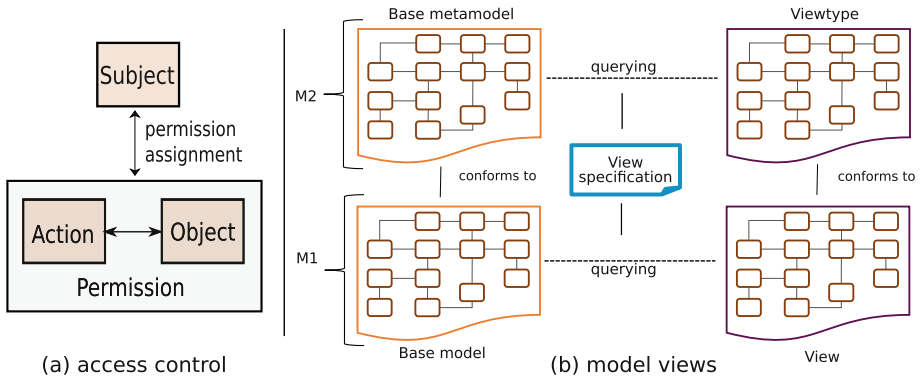 Subject
permission
assignment
Action
Object
Permission
(a) access control
Base metamodel
Viewtype
M2
querying
View
specification
conforms to
conforms to
M1
querying
Base model
View
(b) model views